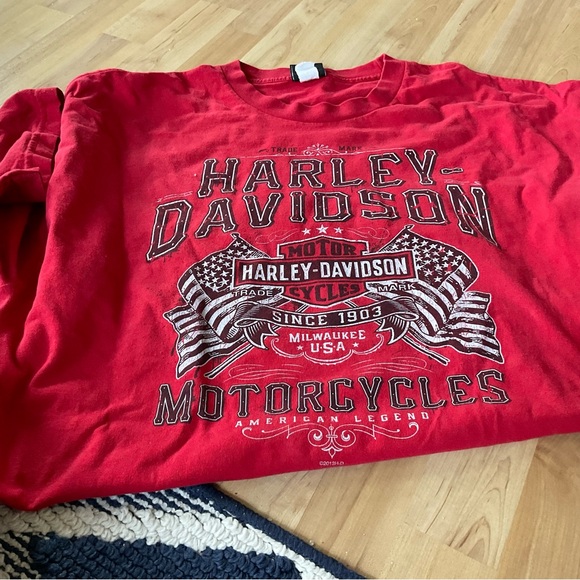 TRADE MARK
HARLEY-
DAVIDSON
MOTOR
HARLEY-DAVIDSON
CYCLES
TRADE MARK
SINCE 1903
MILWAUKEE
U·S·A
MOTORCYCLES
AMERICAN LEGEND